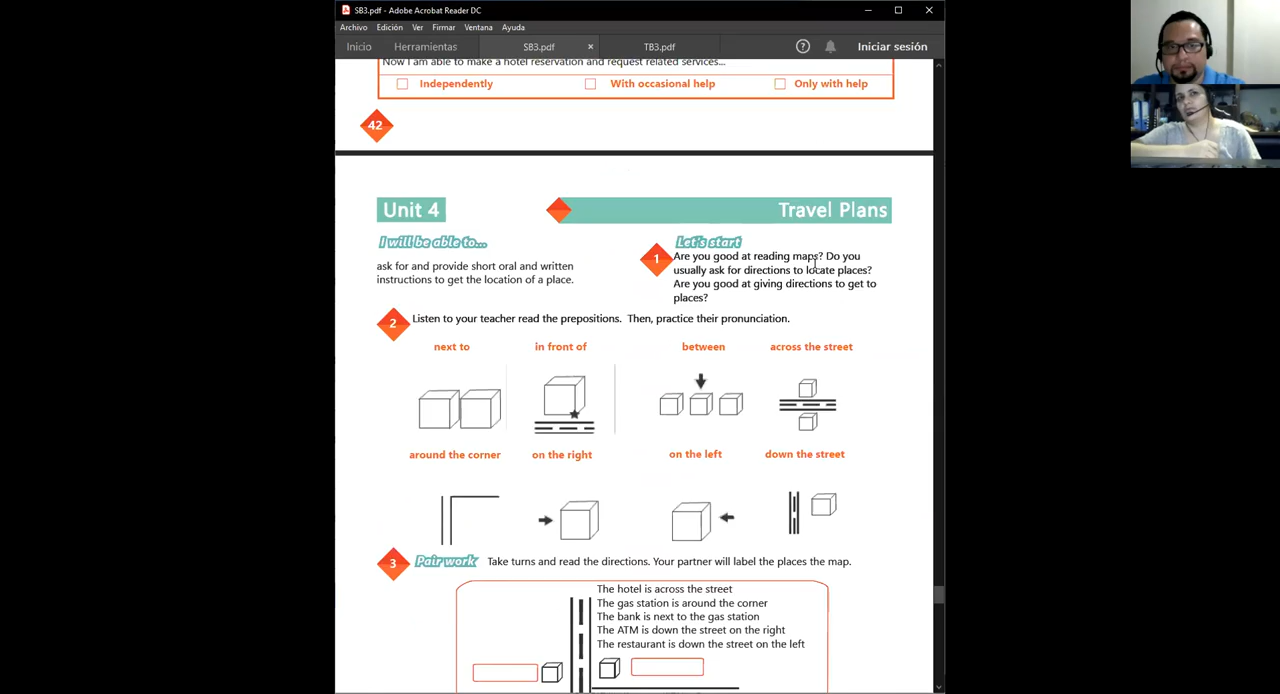 SB3.pdf - Adobe Acrobat Reader DC
Archivo Edición Ver Firmar Ventana Ayuda
Inicio Herramientas SB3.pdf × TB3.pdf ? Iniciar sesión
Now I am able to make a hotel reservation and request related services...
Independently With occasional help Only with help
42
Unit 4 Travel Plans
I will be able to...
ask for and provide short oral and written
instructions to get the location of a place.
Let's start
1 Are you good at reading maps? Do you
usually ask for directions to locate places?
Are you good at giving directions to get to
places?
2 Listen to your teacher read the prepositions. Then, practice their pronunciation.
next to in front of between across the street
around the corner on the right on the left down the street
3 Pair work Take turns and read the directions. Your partner will label the places the map.
The hotel is across the street
The gas station is around the corner
The bank is next to the gas station
The ATM is down the street on the right
The restaurant is down the street on the left